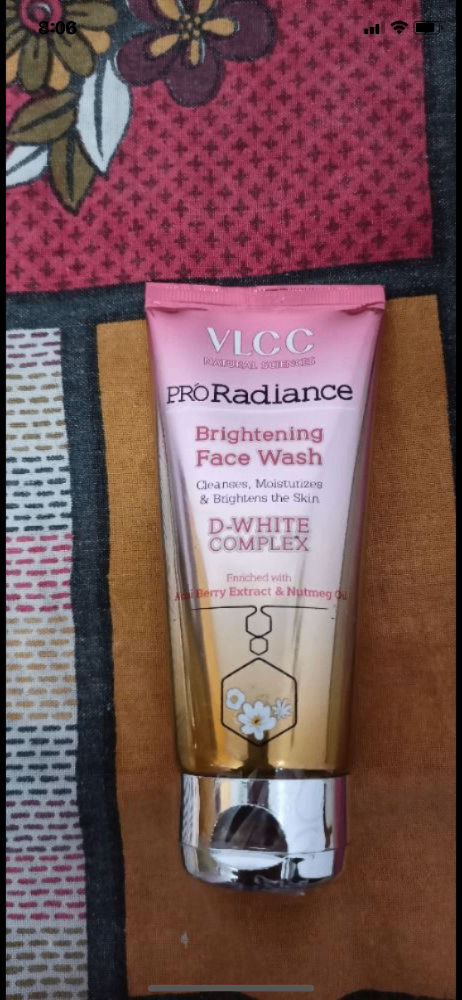 8:06
VLCC
NATURAL SCIENCES
PRO Radiance
Brightening
Face Wash
Cleanses, Moisturizes
& Brightens the Skin
D-WHITE
COMPLEX
Enriched with
Berry Extract & Nutmeg